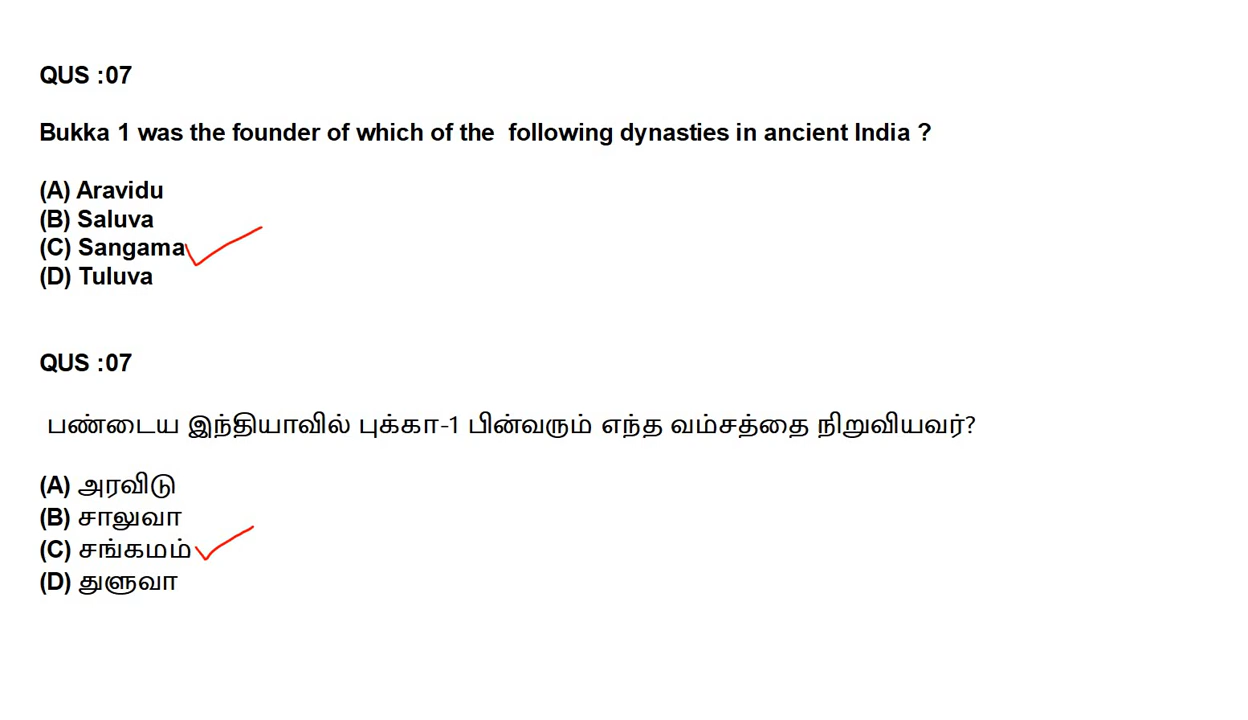 QUS :07
Bukka 1 was the founder of which of the following dynasties in ancient India ?
(A) Aravidu
(B) Saluva
(C) Sangama
(D) Tuluva
QUS :07
பண்டைய இந்தியாவில் புக்கா-1 பின்வரும் எந்த வம்சத்தை நிறுவியவர்?
(A) அரவிடு
(B) சாலுவா
(C) சங்கமம்
(D) துளுவா